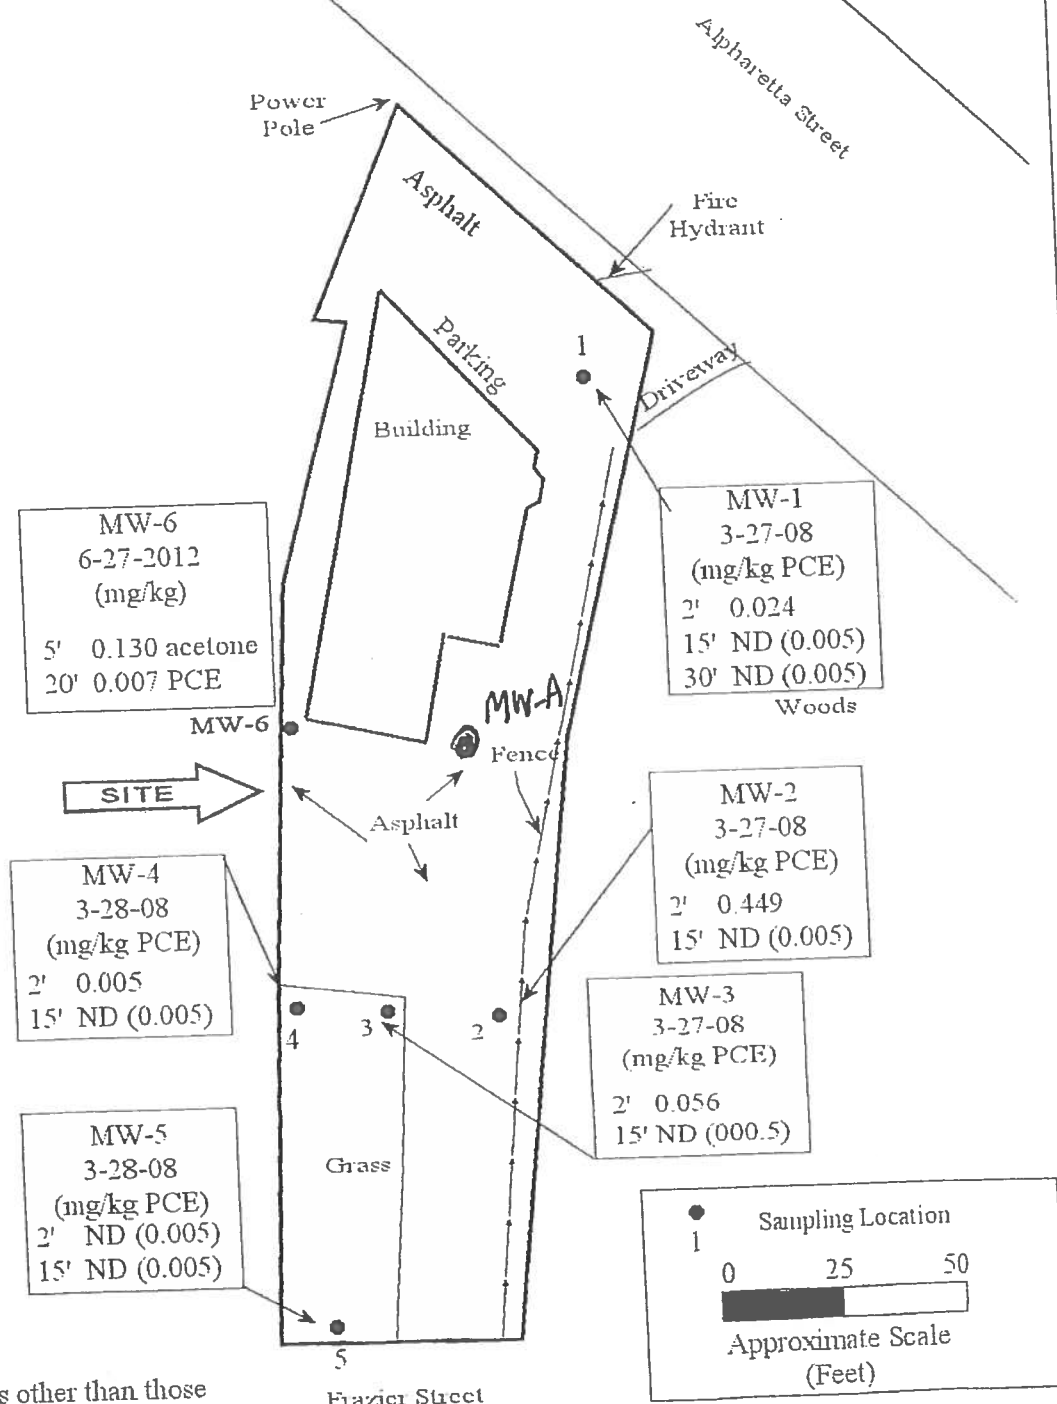 Alpharetta Street
Power
Pole
Asphalt
Fire
Hydrant
Parking
1
Driveway
Building
MW-1
3-27-08
(mg/kg PCE)
2' 0.024
15' ND (0.005)
30' ND (0.005)
Woods
MW-6
6-27-2012
(mg/kg)
5' 0.130 acetone
20' 0.007 PCE
MW-6
MW-A
Fence
SITE
Asphalt
MW-2
3-27-08
(mg/kg PCE)
2' 0.449
15' ND (0.005)
MW-4
3-28-08
(mg/kg PCE)
2' 0.005
15' ND (0.005)
4
3
2
MW-3
3-27-08
(mg/kg PCE)
2' 0.056
15' ND (000.5)
MW-5
3-28-08
(mg/kg PCE)
2' ND (0.005)
15' ND (0.005)
Grass
5
1
Sampling Location
0 25 50
Approximate Scale
(Feet)
s other than those
Frazier Street